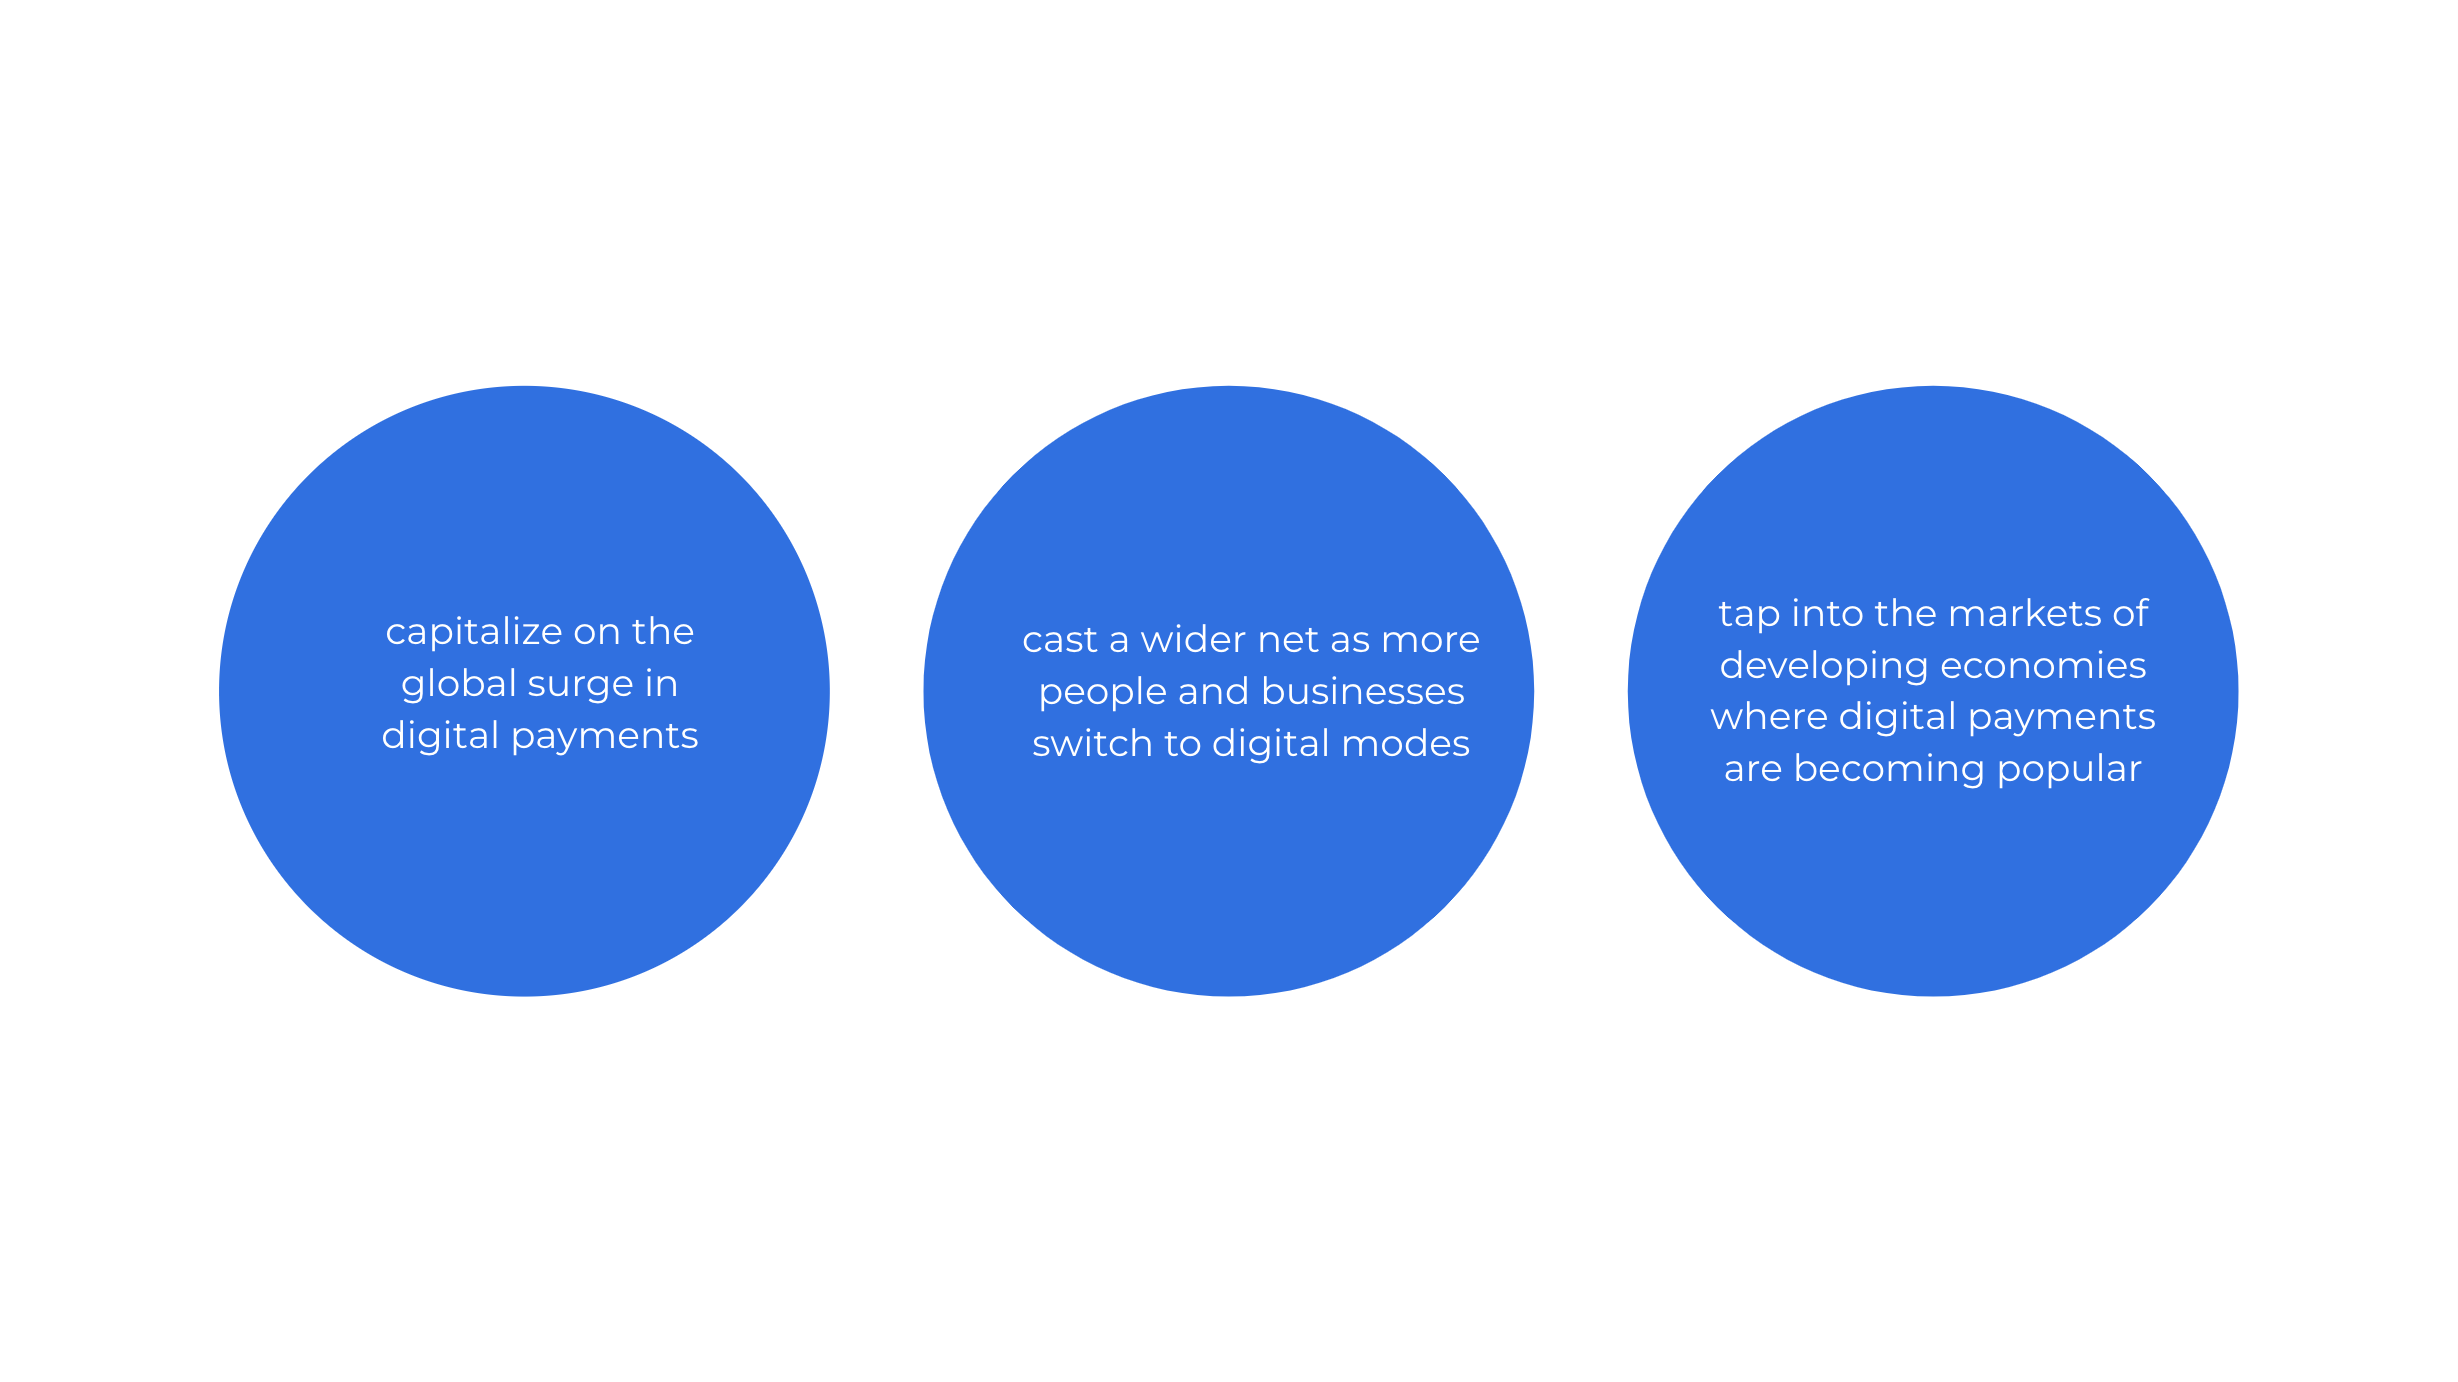 capitalize on the
global surge in
digital payments
cast a wider net as more
people and businesses
switch to digital modes
tap into the markets of
developing economies
where digital payments
are becoming popular